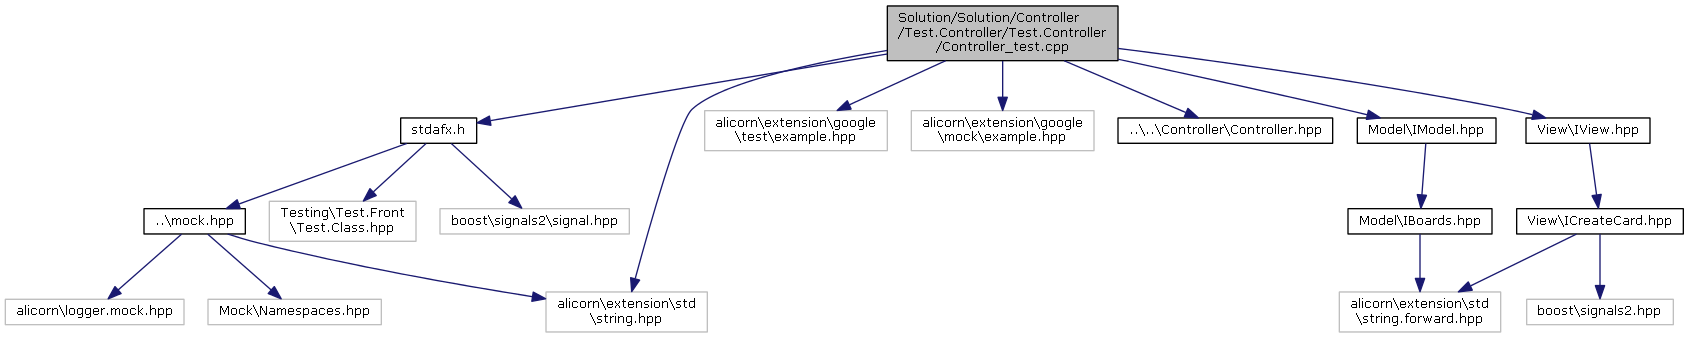 Solution/Solution/Controller
/Test.Controller/Test.Controller
/Controller_test.cpp
stdafx.h
alicorn\extension\google
\test\example.hpp
alicorn\extension\google
\mock\example.hpp
..\..\Controller\Controller.hpp
Model\IModel.hpp
View\IView.hpp
..\mock.hpp
Testing\Test.Front
\Test.Class.hpp
boost\signals2\signal.hpp
Model\IBoards.hpp
View\ICreateCard.hpp
alicorn\logger.mock.hpp
Mock\Namespaces.hpp
alicorn\extension\std
\string.hpp
alicorn\extension\std
\string.forward.hpp
boost\signals2.hpp